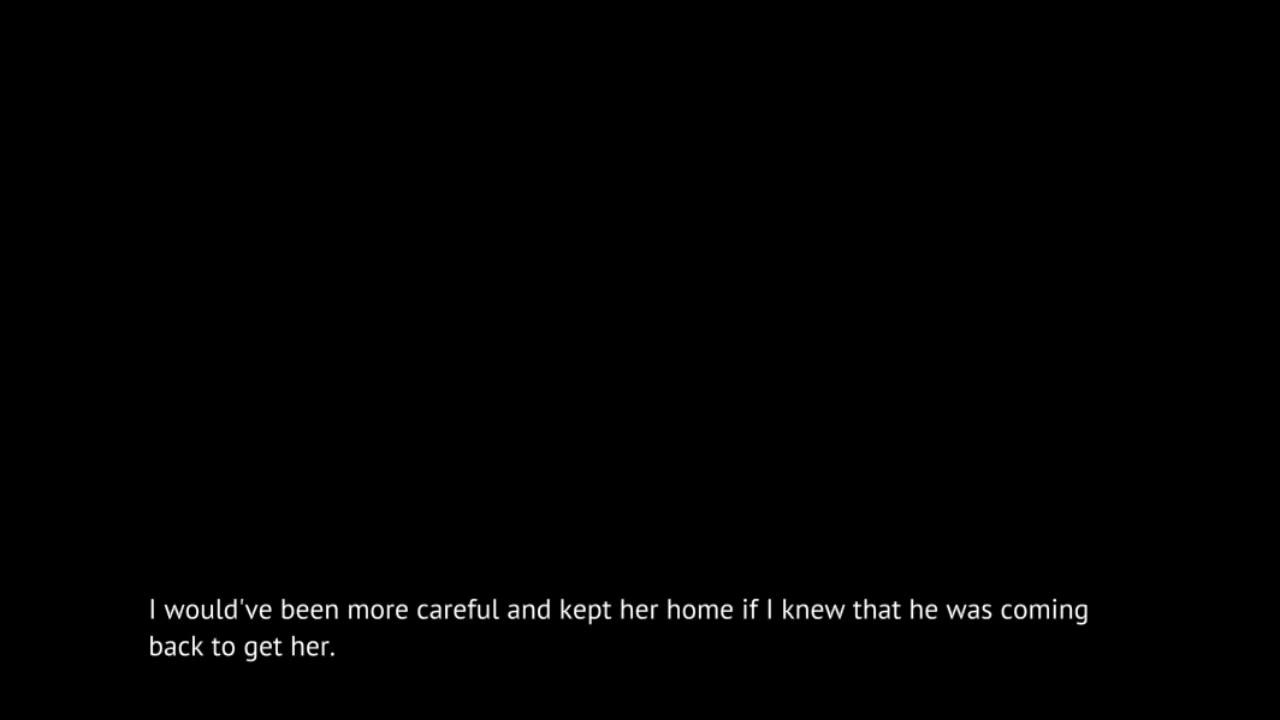 I would've been more careful and kept her home if I knew that he was coming
back to get her.